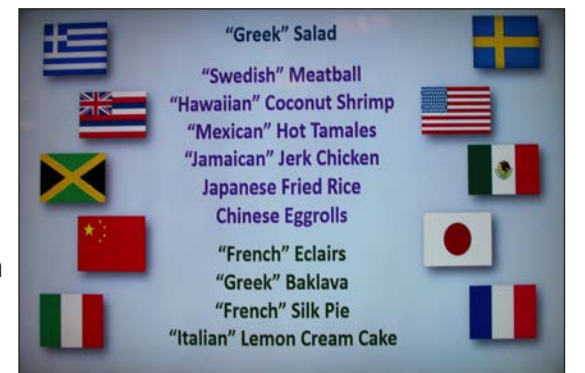 “Greek” Salad
“Swedish” Meatball
“Hawaiian” Coconut Shrimp
“Mexican” Hot Tamales
“Jamaican” Jerk Chicken
Japanese Fried Rice
Chinese Eggrolls
“French” Eclairs
“Greek” Baklava
“French” Silk Pie
“Italian” Lemon Cream Cake